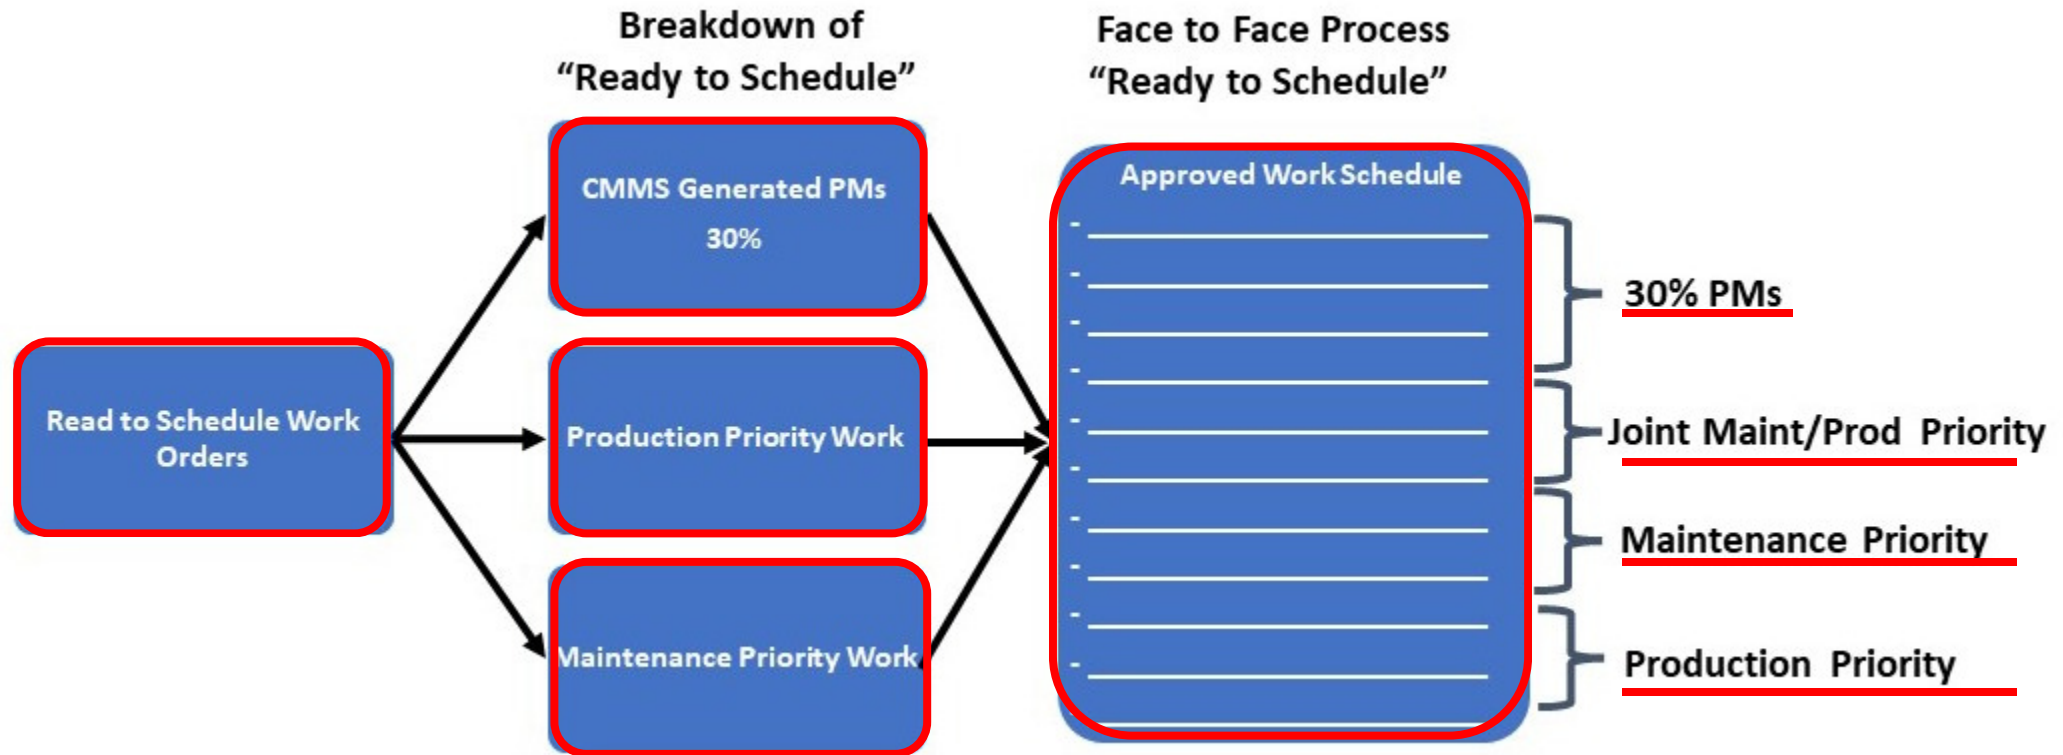 Breakdown of
“Ready to Schedule”
Face to Face Process
“Ready to Schedule”
Read to Schedule Work
Orders
CMMS Generated PMs
30%
Production Priority Work
Maintenance Priority Work
Approved Work Schedule
-
-
-
-
-
-
-
-
-
-
30% PMs
Joint Maint/Prod Priority
Maintenance Priority
Production Priority